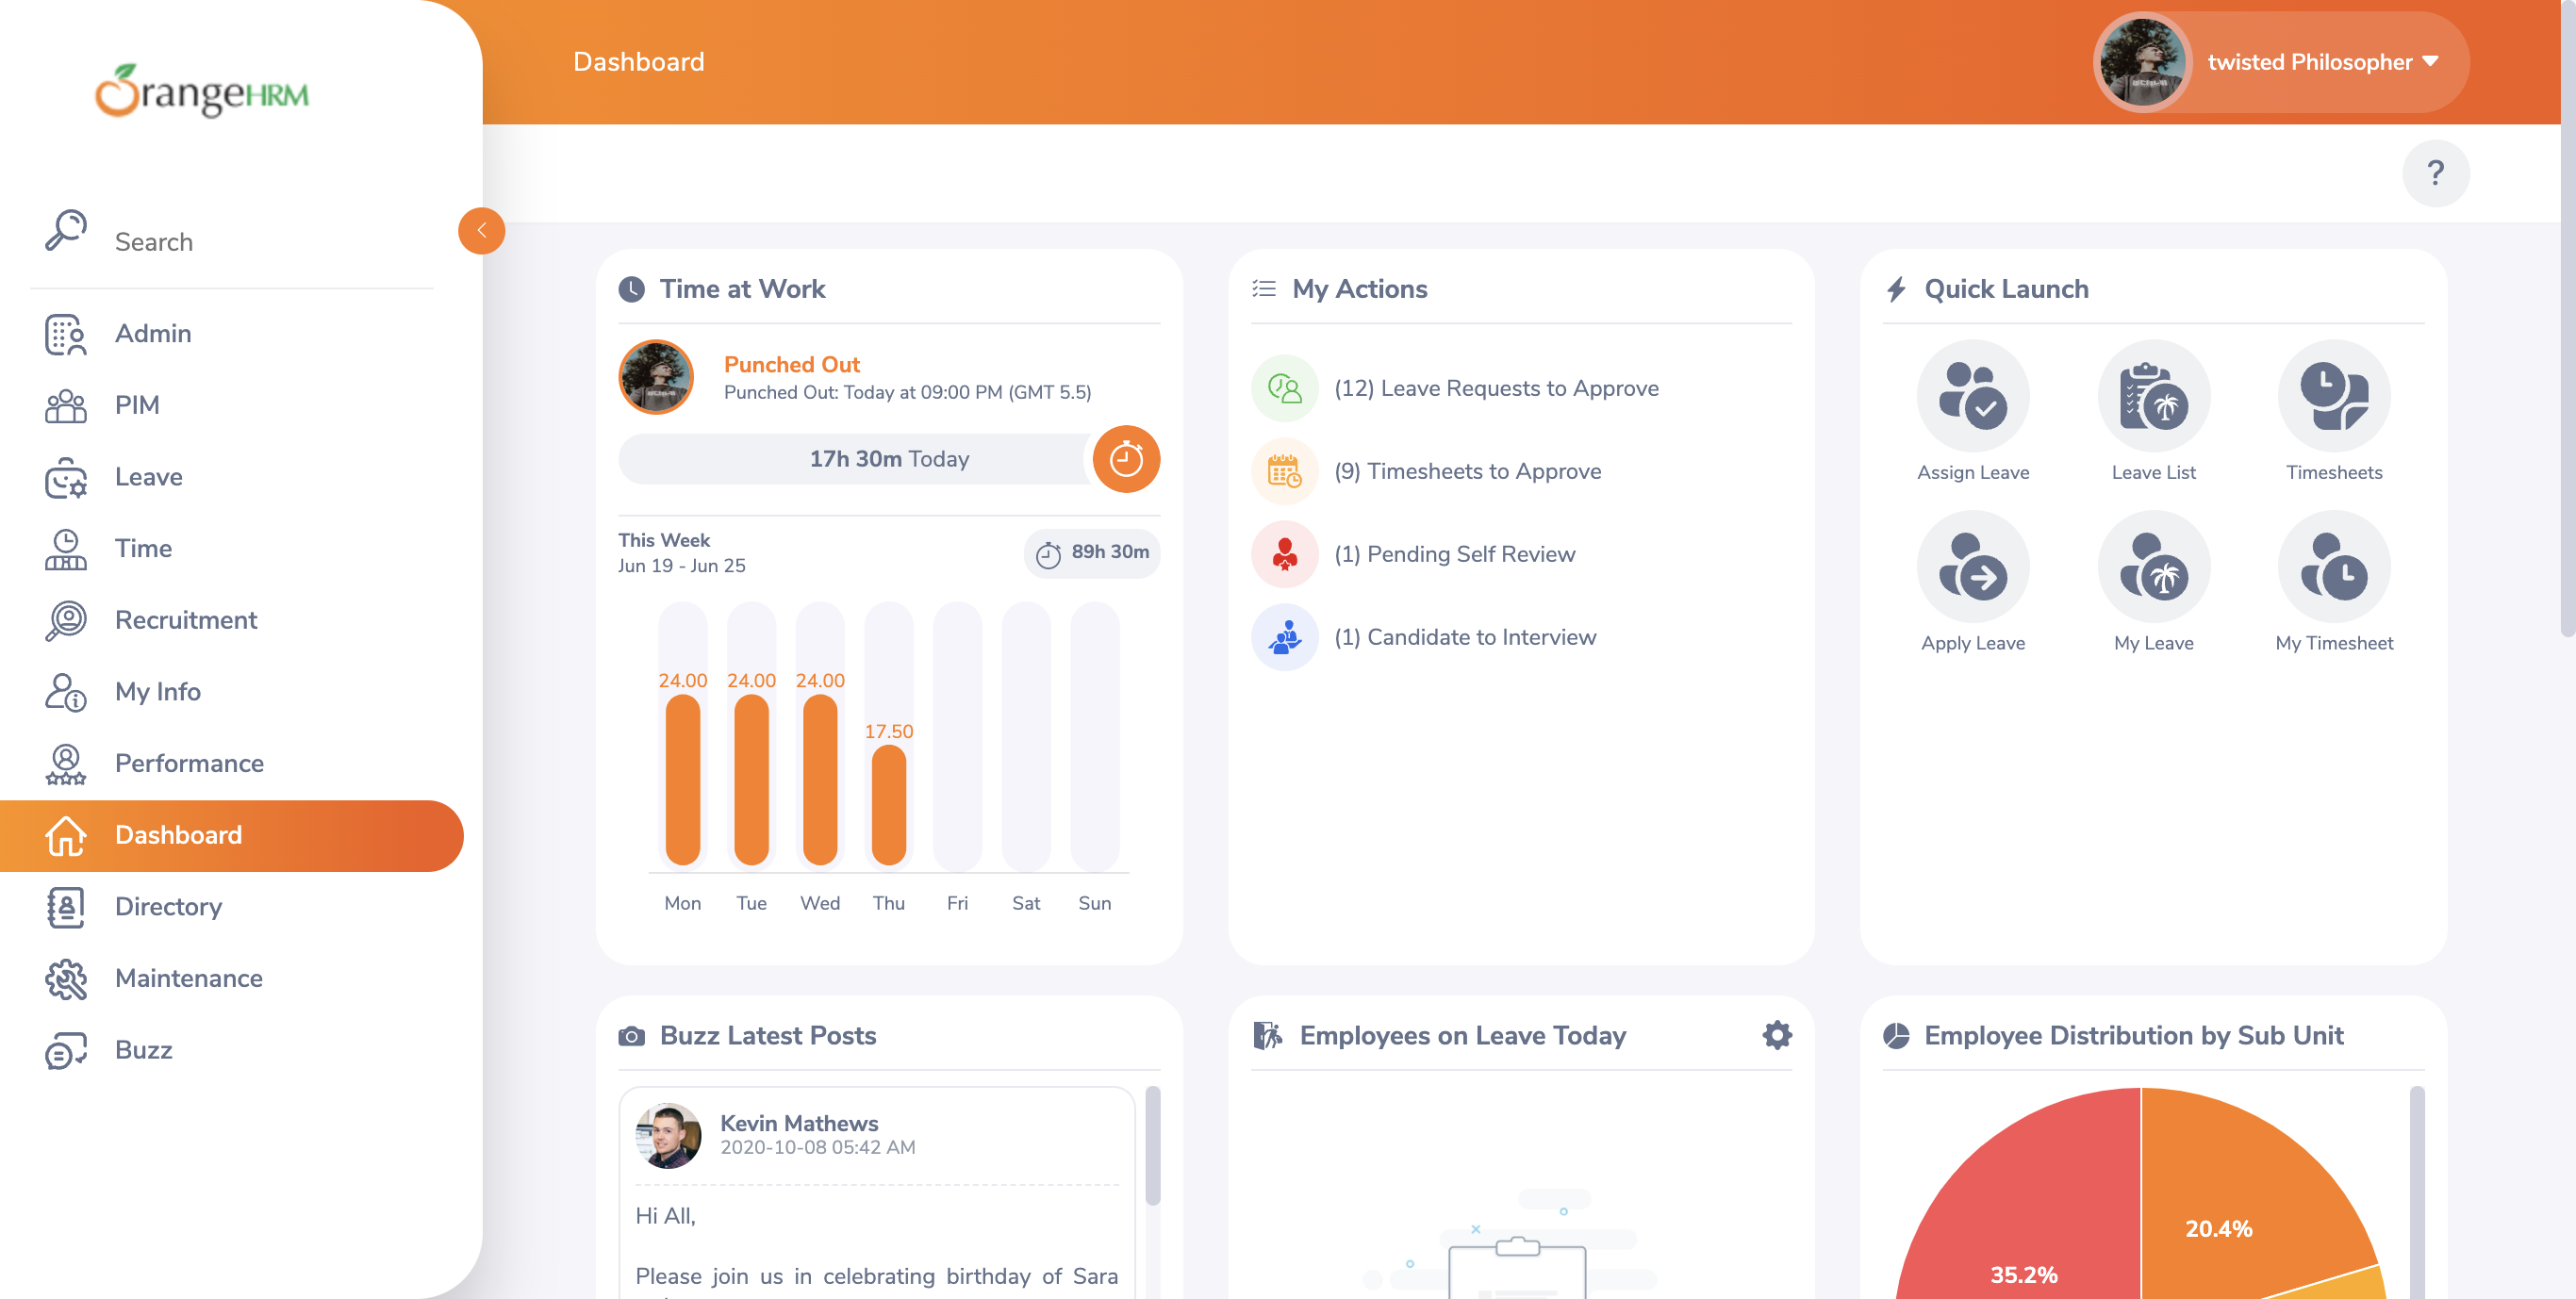 OrangeHRM
Search
Admin
PIM
Leave
Time
Recruitment
My Info
Performance
Dashboard
Directory
Maintenance
Buzz
Dashboard
twisted Philosopher
?
Time at Work
Punched Out
Punched Out: Today at 09:00 PM (GMT 5.5)
17h 30m Today
This Week
Jun 19 - Jun 25
89h 30m
24.00 24.00 24.00
17.50
Mon Tue Wed Thu Fri Sat Sun
My Actions
(12) Leave Requests to Approve
(9) Timesheets to Approve
(1) Pending Self Review
(1) Candidate to Interview
Quick Launch
Assign Leave Leave List Timesheets
Apply Leave My Leave My Timesheet
Buzz Latest Posts
Kevin Mathews
2020-10-08 05:42 AM
Hi All,
Please join us in celebrating birthday of Sara
Employees on Leave Today
Employee Distribution by Sub Unit
20.4%
35.2%